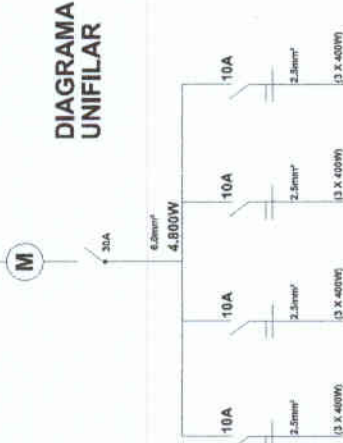 DIAGRAMA
UNIFILAR
M
30A
6.0mm²
4.800W
10A
10A
10A
10A
2.5mm²
2.5mm²
2.5mm²
2.5mm²
(3 X 400W)
(3 X 400W)
(3 X 400W)
(3 X 400W)